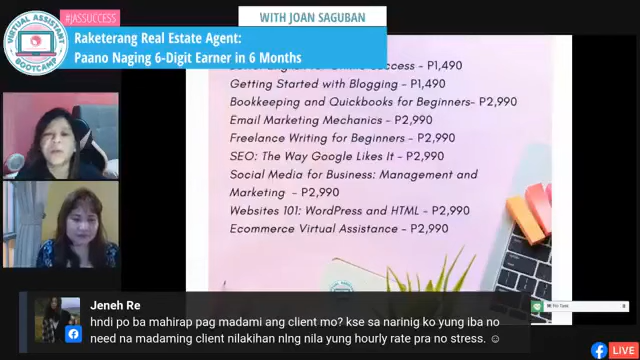 #JASSUCCESS
WITH JOAN SAGUBAN
VIRTUAL ASSISTANT
BOOTCAMP
Raketerang Real Estate Agent:
Paano Naging 6-Digit Earner in 6 Months
Success - P1,490
Getting Started with Blogging - P1,490
Bookkeeping and Quickbooks for Beginners- P2,990
Email Marketing Mechanics - P2,990
Freelance Writing for Beginners - P2,990
SEO: The Way Google Likes It - P2,990
Social Media for Business: Management and
Marketing - P2,990
Websites 101: WordPress and HTML - P2,990
Ecommerce Virtual Assistance - P2,990
Jeneh Re
hndi po ba mahirap pag madami ang client mo? kse sa narinig ko yung iba no
need na madaming client nilakihan nlng nila yung hourly rate pra no stress. ☺
LIVE